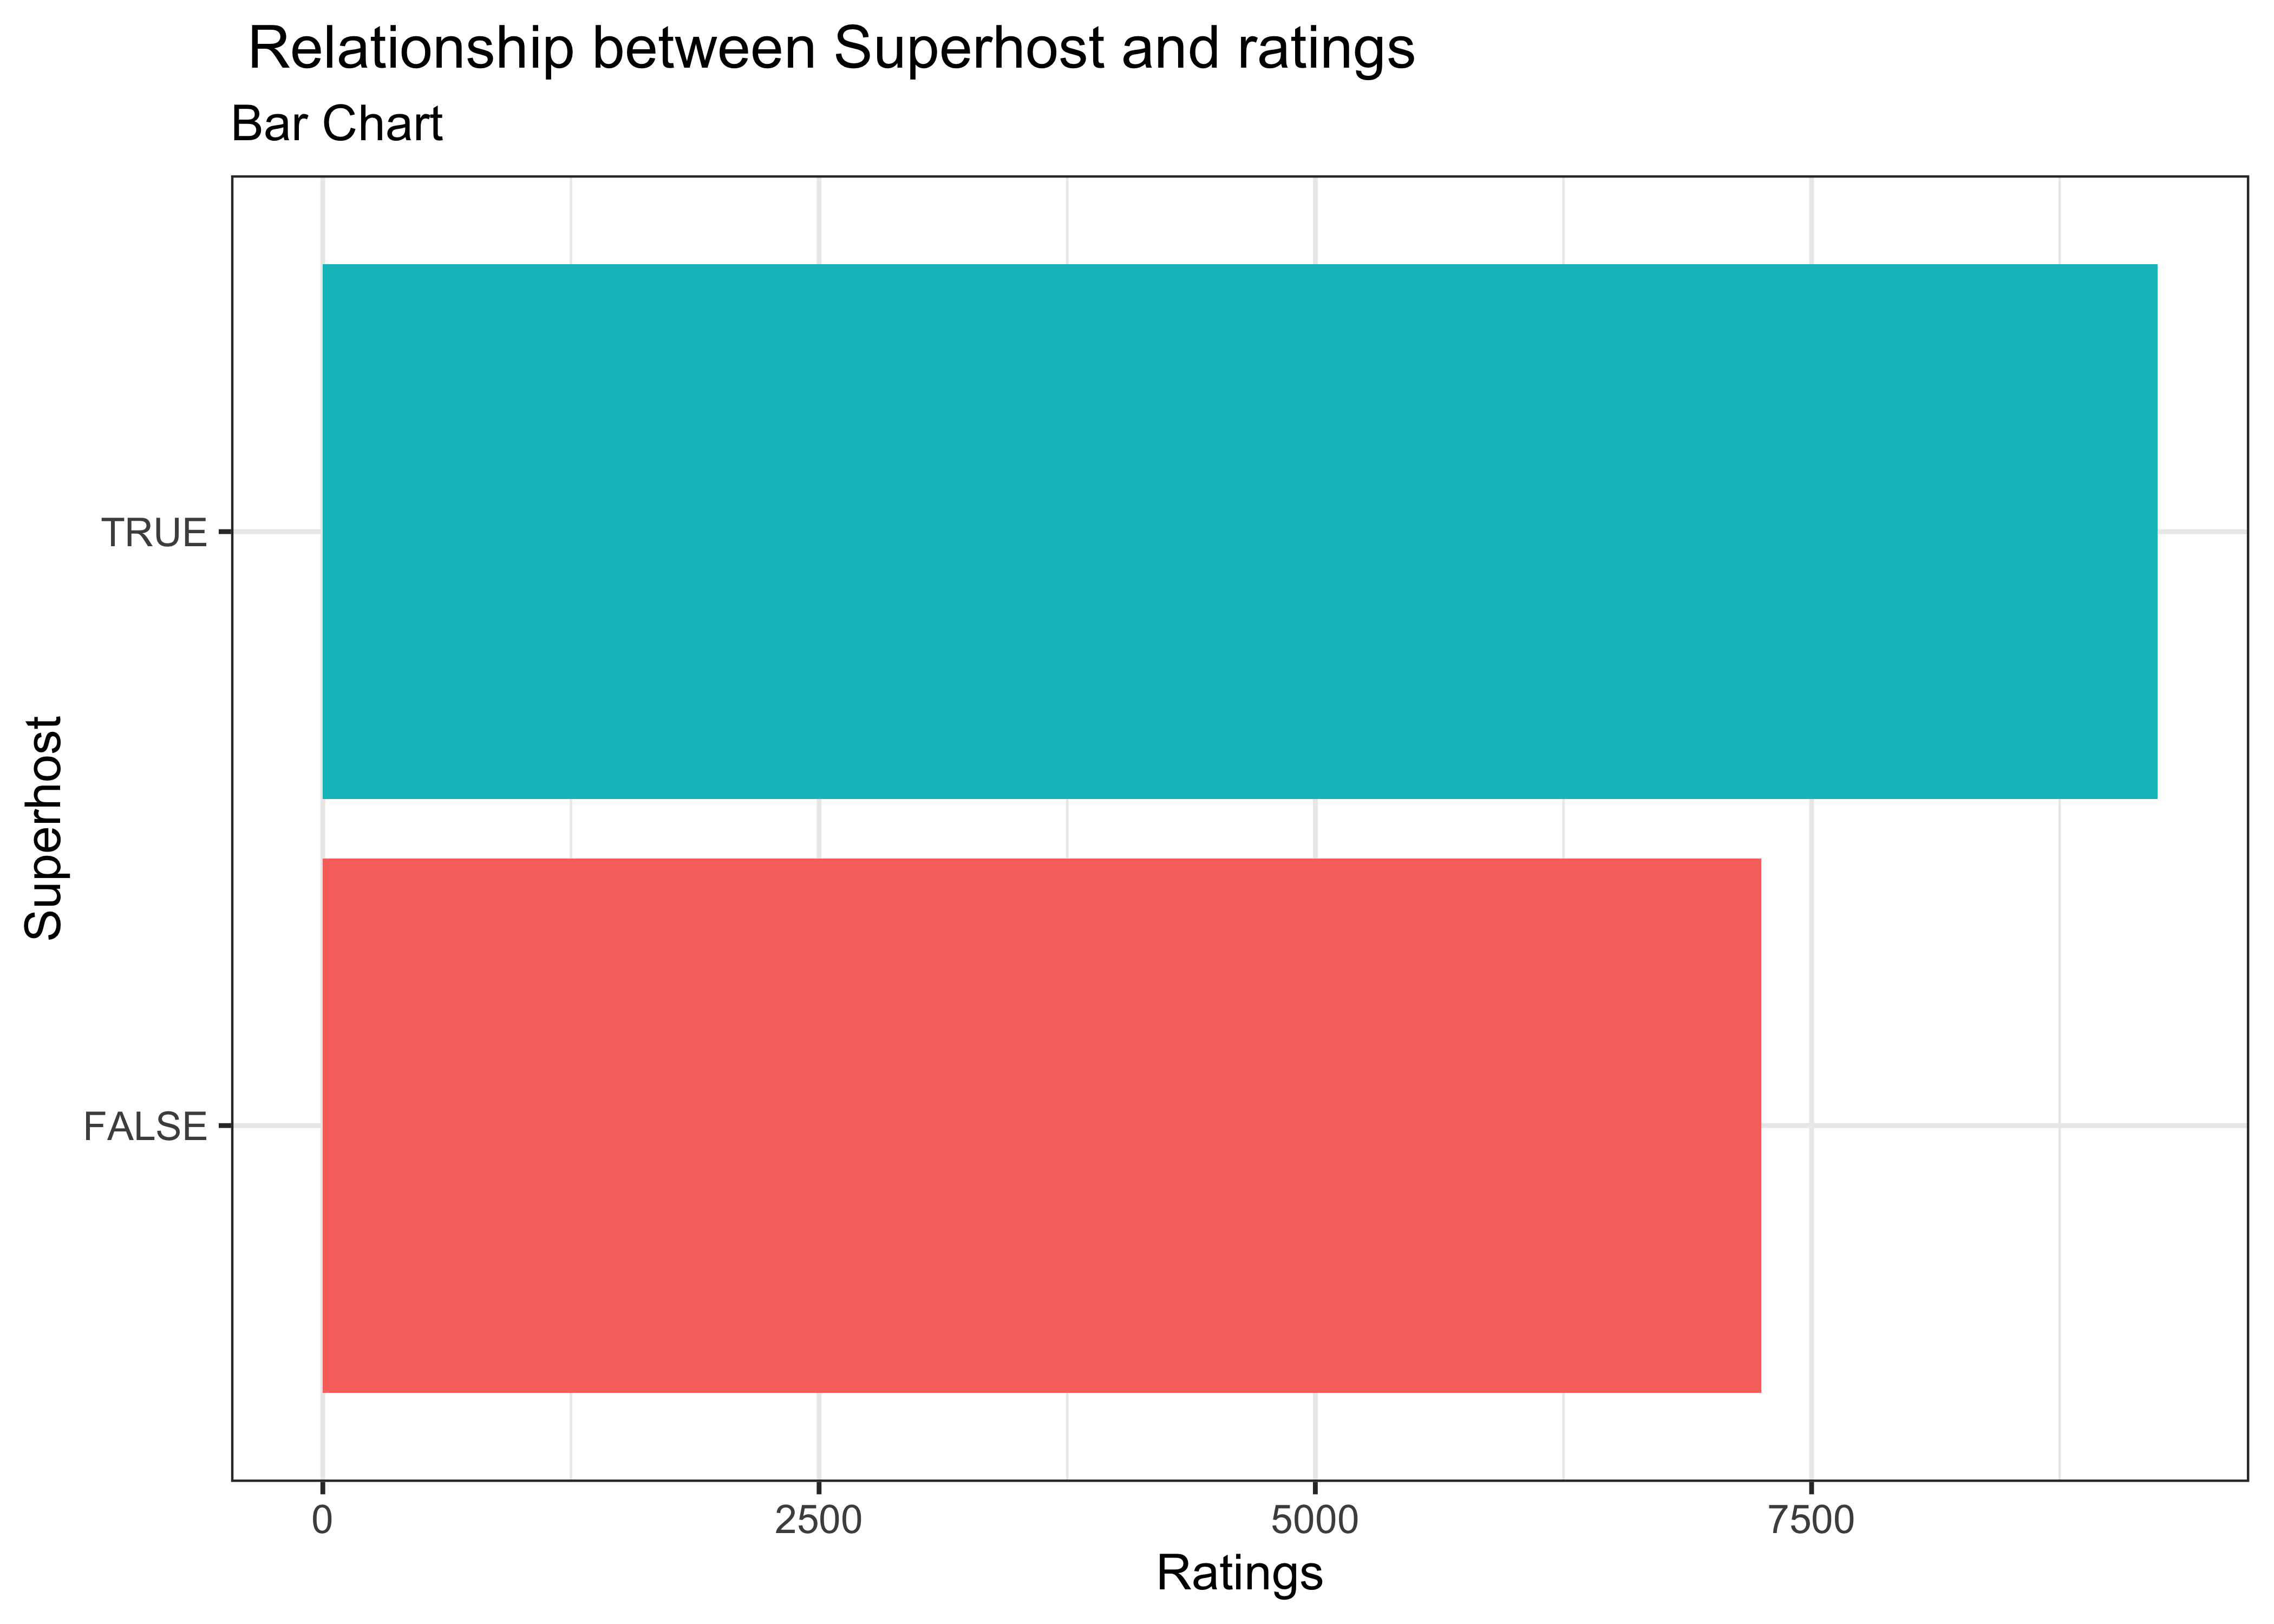 Relationship between Superhost and ratings
Bar Chart
Superhost
TRUE
FALSE
0 2500 5000 7500
Ratings